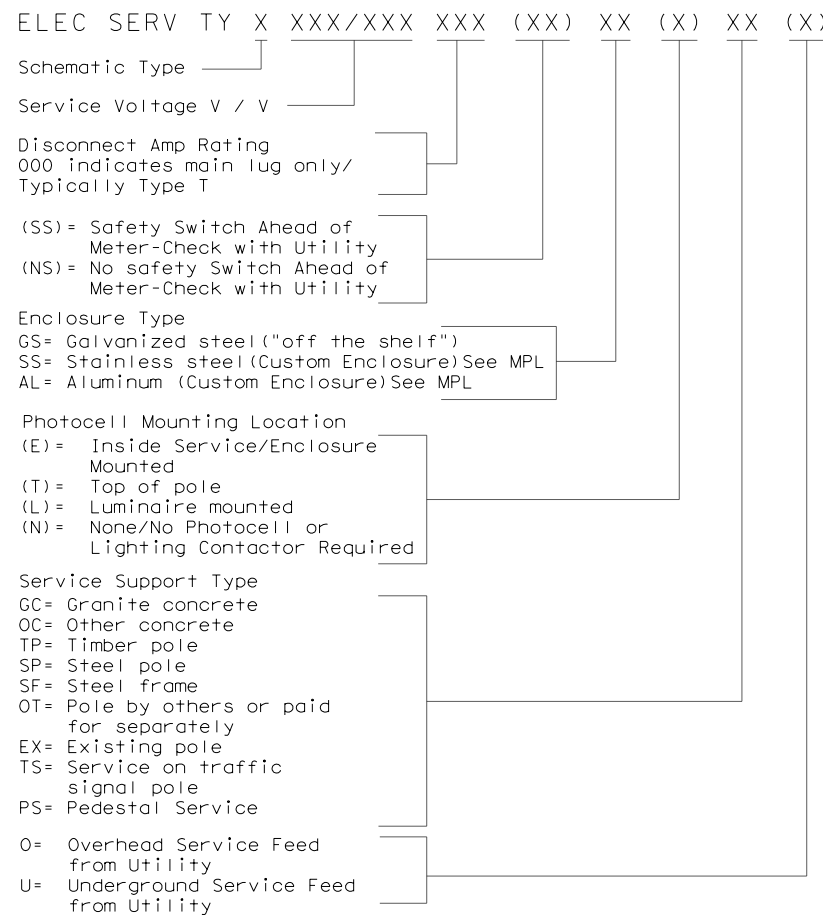 ELEC SERV TY X XXX/XXX XXX (XX) XX (X) XX (X)
Schematic Type
Service Voltage V / V
Disconnect Amp Rating
000 indicates main lug only/
Typically Type T
(SS)= Safety Switch Ahead of
Meter-Check with Utility
(NS)= No safety Switch Ahead of
Meter-Check with Utility
Enclosure Type
GS= Galvanized steel("off the shelf")
SS= Stainless steel(Custom Enclosure)See MPL
AL= Aluminum (Custom Enclosure)See MPL
Photocell Mounting Location
(E)= Inside Service/Enclosure
Mounted
(T)= Top of pole
(L)= Luminaire mounted
(N)= None/No Photocell or
Lighting Contactor Required
Service Support Type
GC= Granite concrete
OC= Other concrete
TP= Timber pole
SP= Steel pole
SF= Steel frame
OT= Pole by others or paid
for separately
EX= Existing pole
TS= Service on traffic
signal pole
PS= Pedestal Service
O= Overhead Service Feed
from Utility
U= Underground Service Feed
from Utility